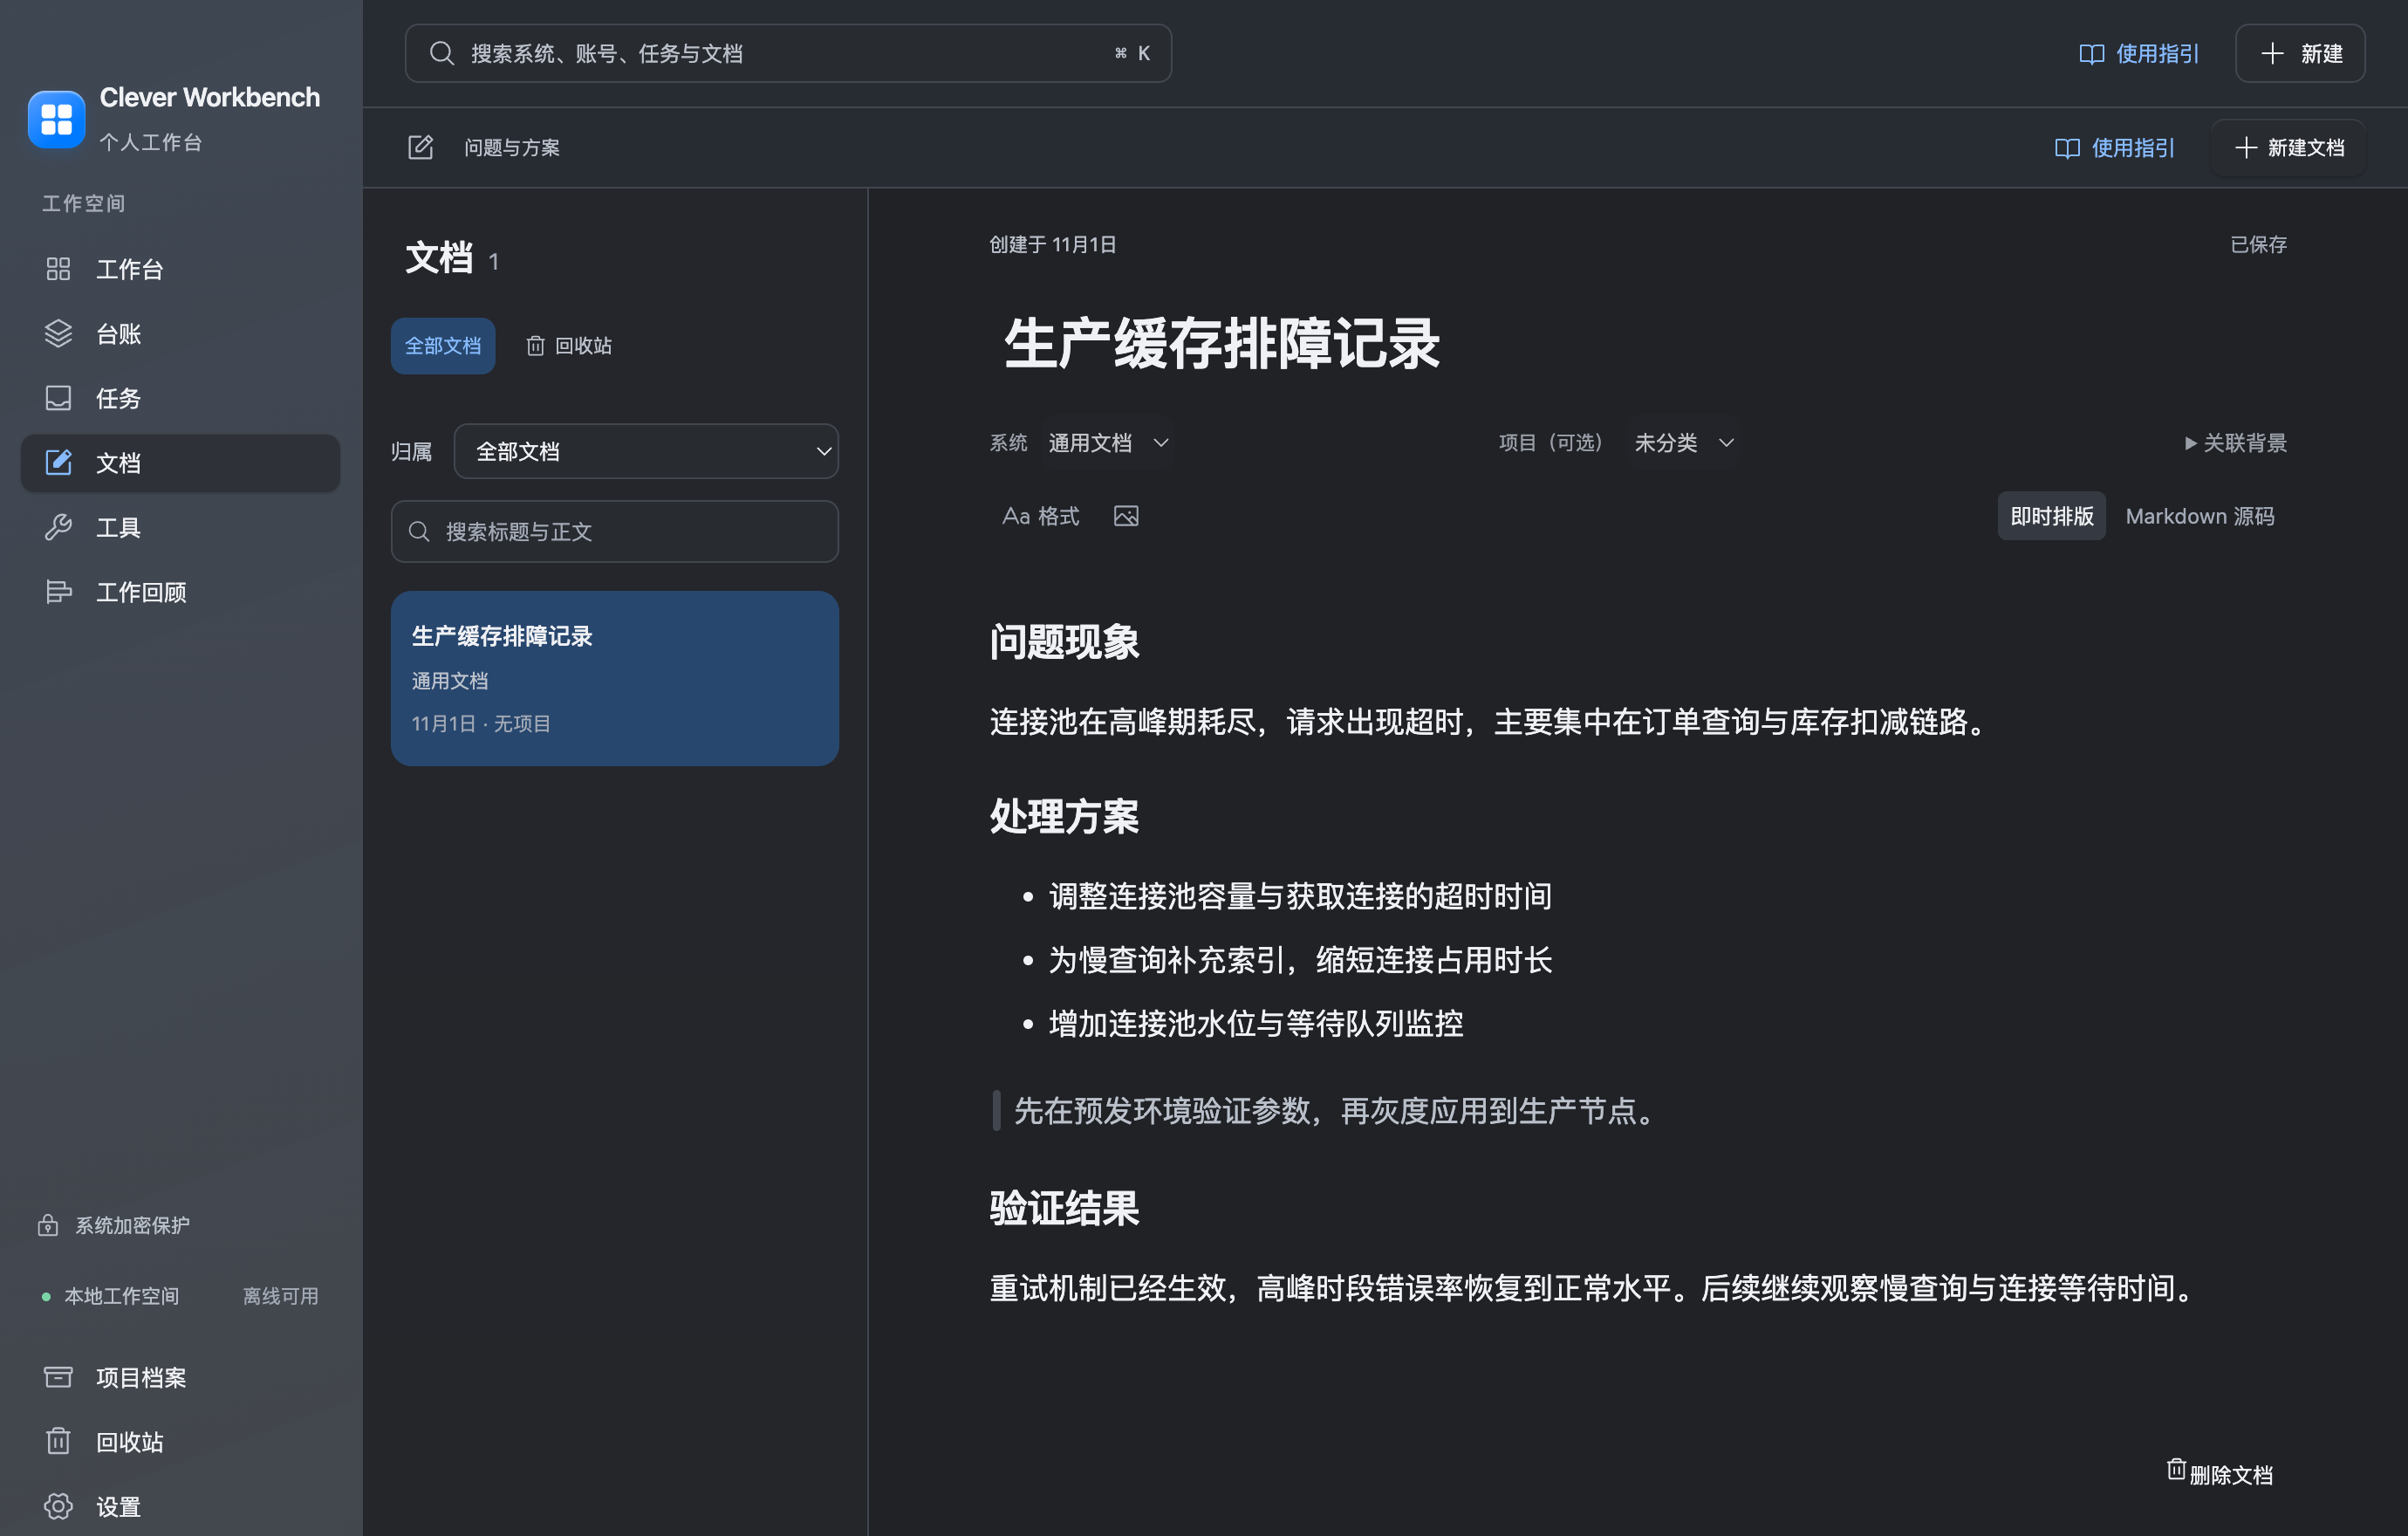 Clever Workbench
个人工作台
工作空间
工作台
台账
任务
文档
工具
工作回顾
系统加密保护
本地工作空间 离线可用
项目档案
回收站
设置
搜索系统、账号、任务与文档 ⌘ K
使用指引
新建
问题与方案
使用指引
新建文档
文档 1
全部文档 回收站
归属 全部文档
搜索标题与正文
生产缓存排障记录
通用文档
11月1日 · 无项目
创建于 11月1日 已保存
生产缓存排障记录
系统 通用文档 项目（可选） 未分类 关联背景
Aa 格式 即时排版 Markdown 源码
问题现象
连接池在高峰期耗尽，请求出现超时，主要集中在订单查询与库存扣减链路。
处理方案
• 调整连接池容量与获取连接的超时时间
• 为慢查询补充索引，缩短连接占用时长
• 增加连接池水位与等待队列监控
先在预发环境验证参数，再灰度应用到生产节点。
验证结果
重试机制已经生效，高峰时段错误率恢复到正常水平。后续继续观察慢查询与连接等待时间。
删除文档